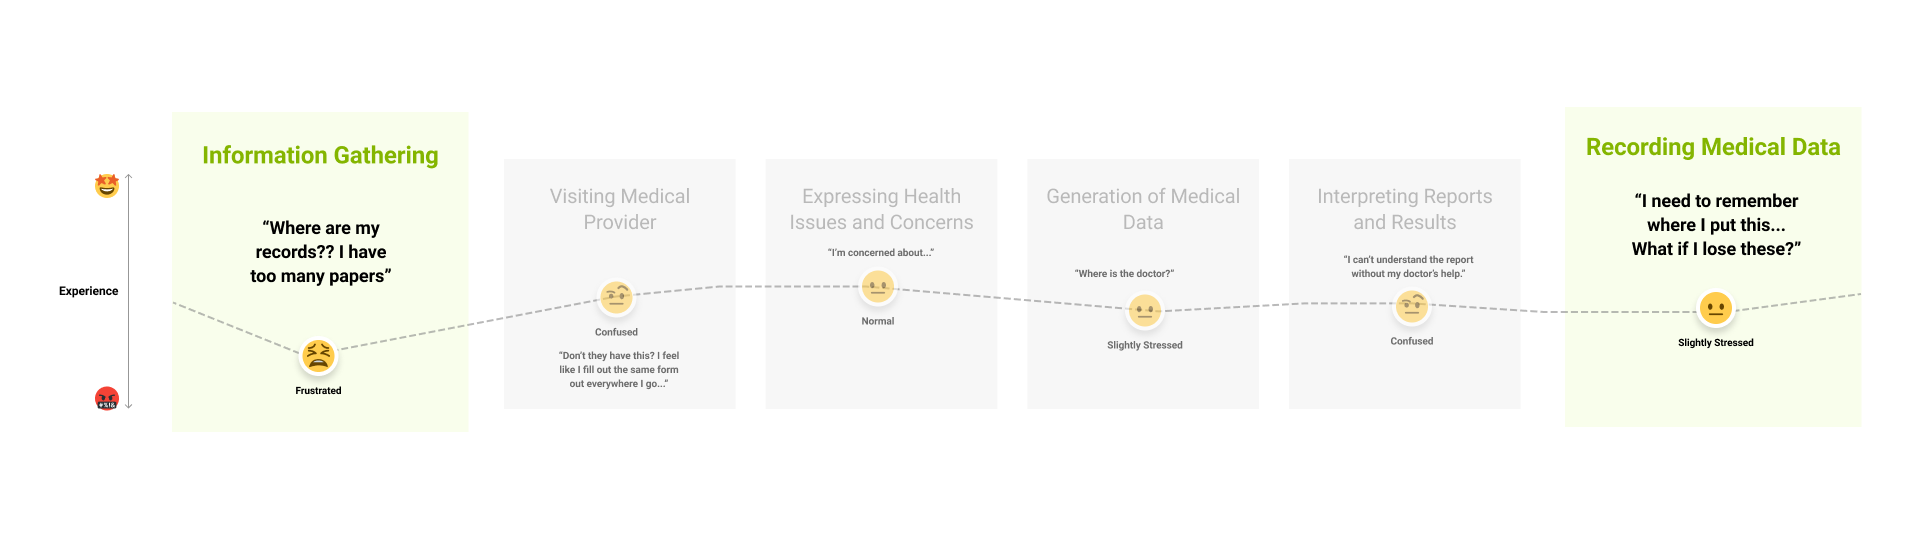 Experience
Information Gathering
“Where are my
records?? I have
too many papers”
Frustrated
Visiting Medical
Provider
Confused
“Don’t they have this? I feel
like I fill out the same form
out everywhere I go...”
Expressing Health
Issues and Concerns
“I’m concerned about...”
Normal
Generation of Medical
Data
“Where is the doctor?”
Slightly Stressed
Interpreting Reports
and Results
“I can’t understand the report
without my doctor’s help.”
Confused
Recording Medical Data
“I need to remember
where I put this...
What if I lose these?”
Slightly Stressed